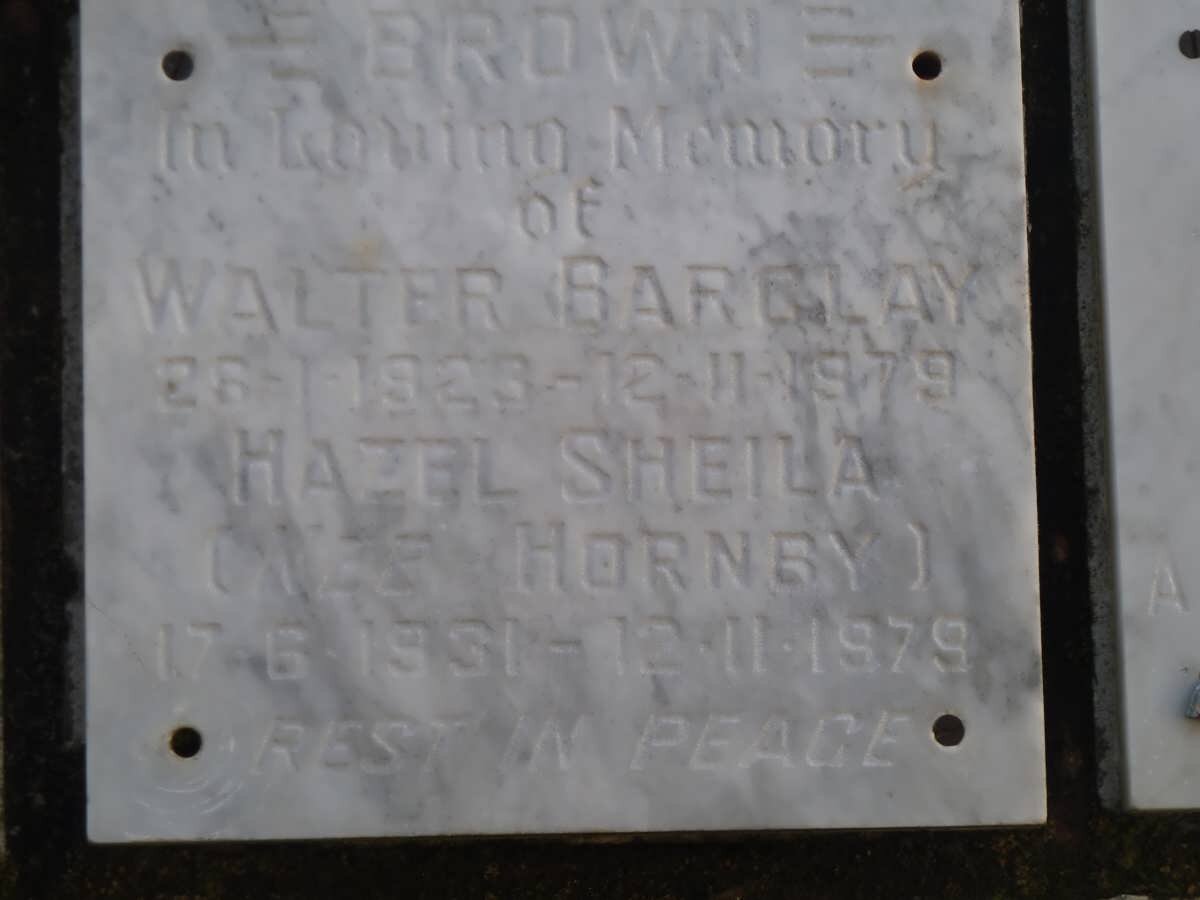 BROWN
In Loving Memory
of
WALTER BARCLAY
26·1·1923-12·11·1979
HAZEL SHEILA
(NEE HORNBY)
17·6·1931-12·11·1979
REST IN PEACE
A